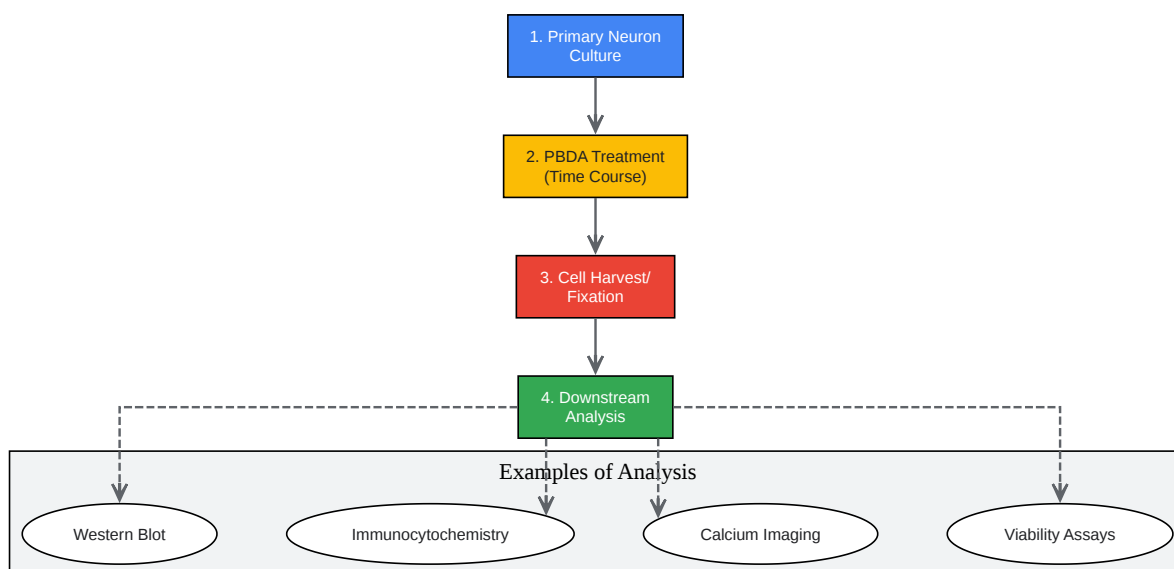 1. Primary Neuron
Culture
2. PBDA Treatment
(Time Course)
3. Cell Harvest/
Fixation
4. Downstream
Analysis
Examples of Analysis
Western Blot
Immunocytochemistry
Calcium Imaging
Viability Assays